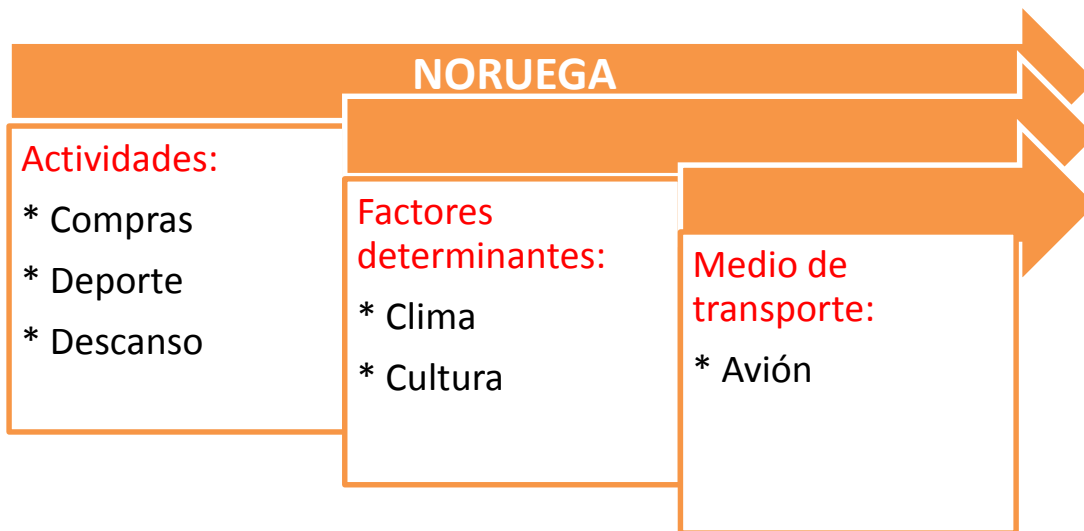 NORUEGA
Actividades:
* Compras
* Deporte
* Descanso
Factores
determinantes:
* Clima
* Cultura
Medio de
transporte:
* Avión